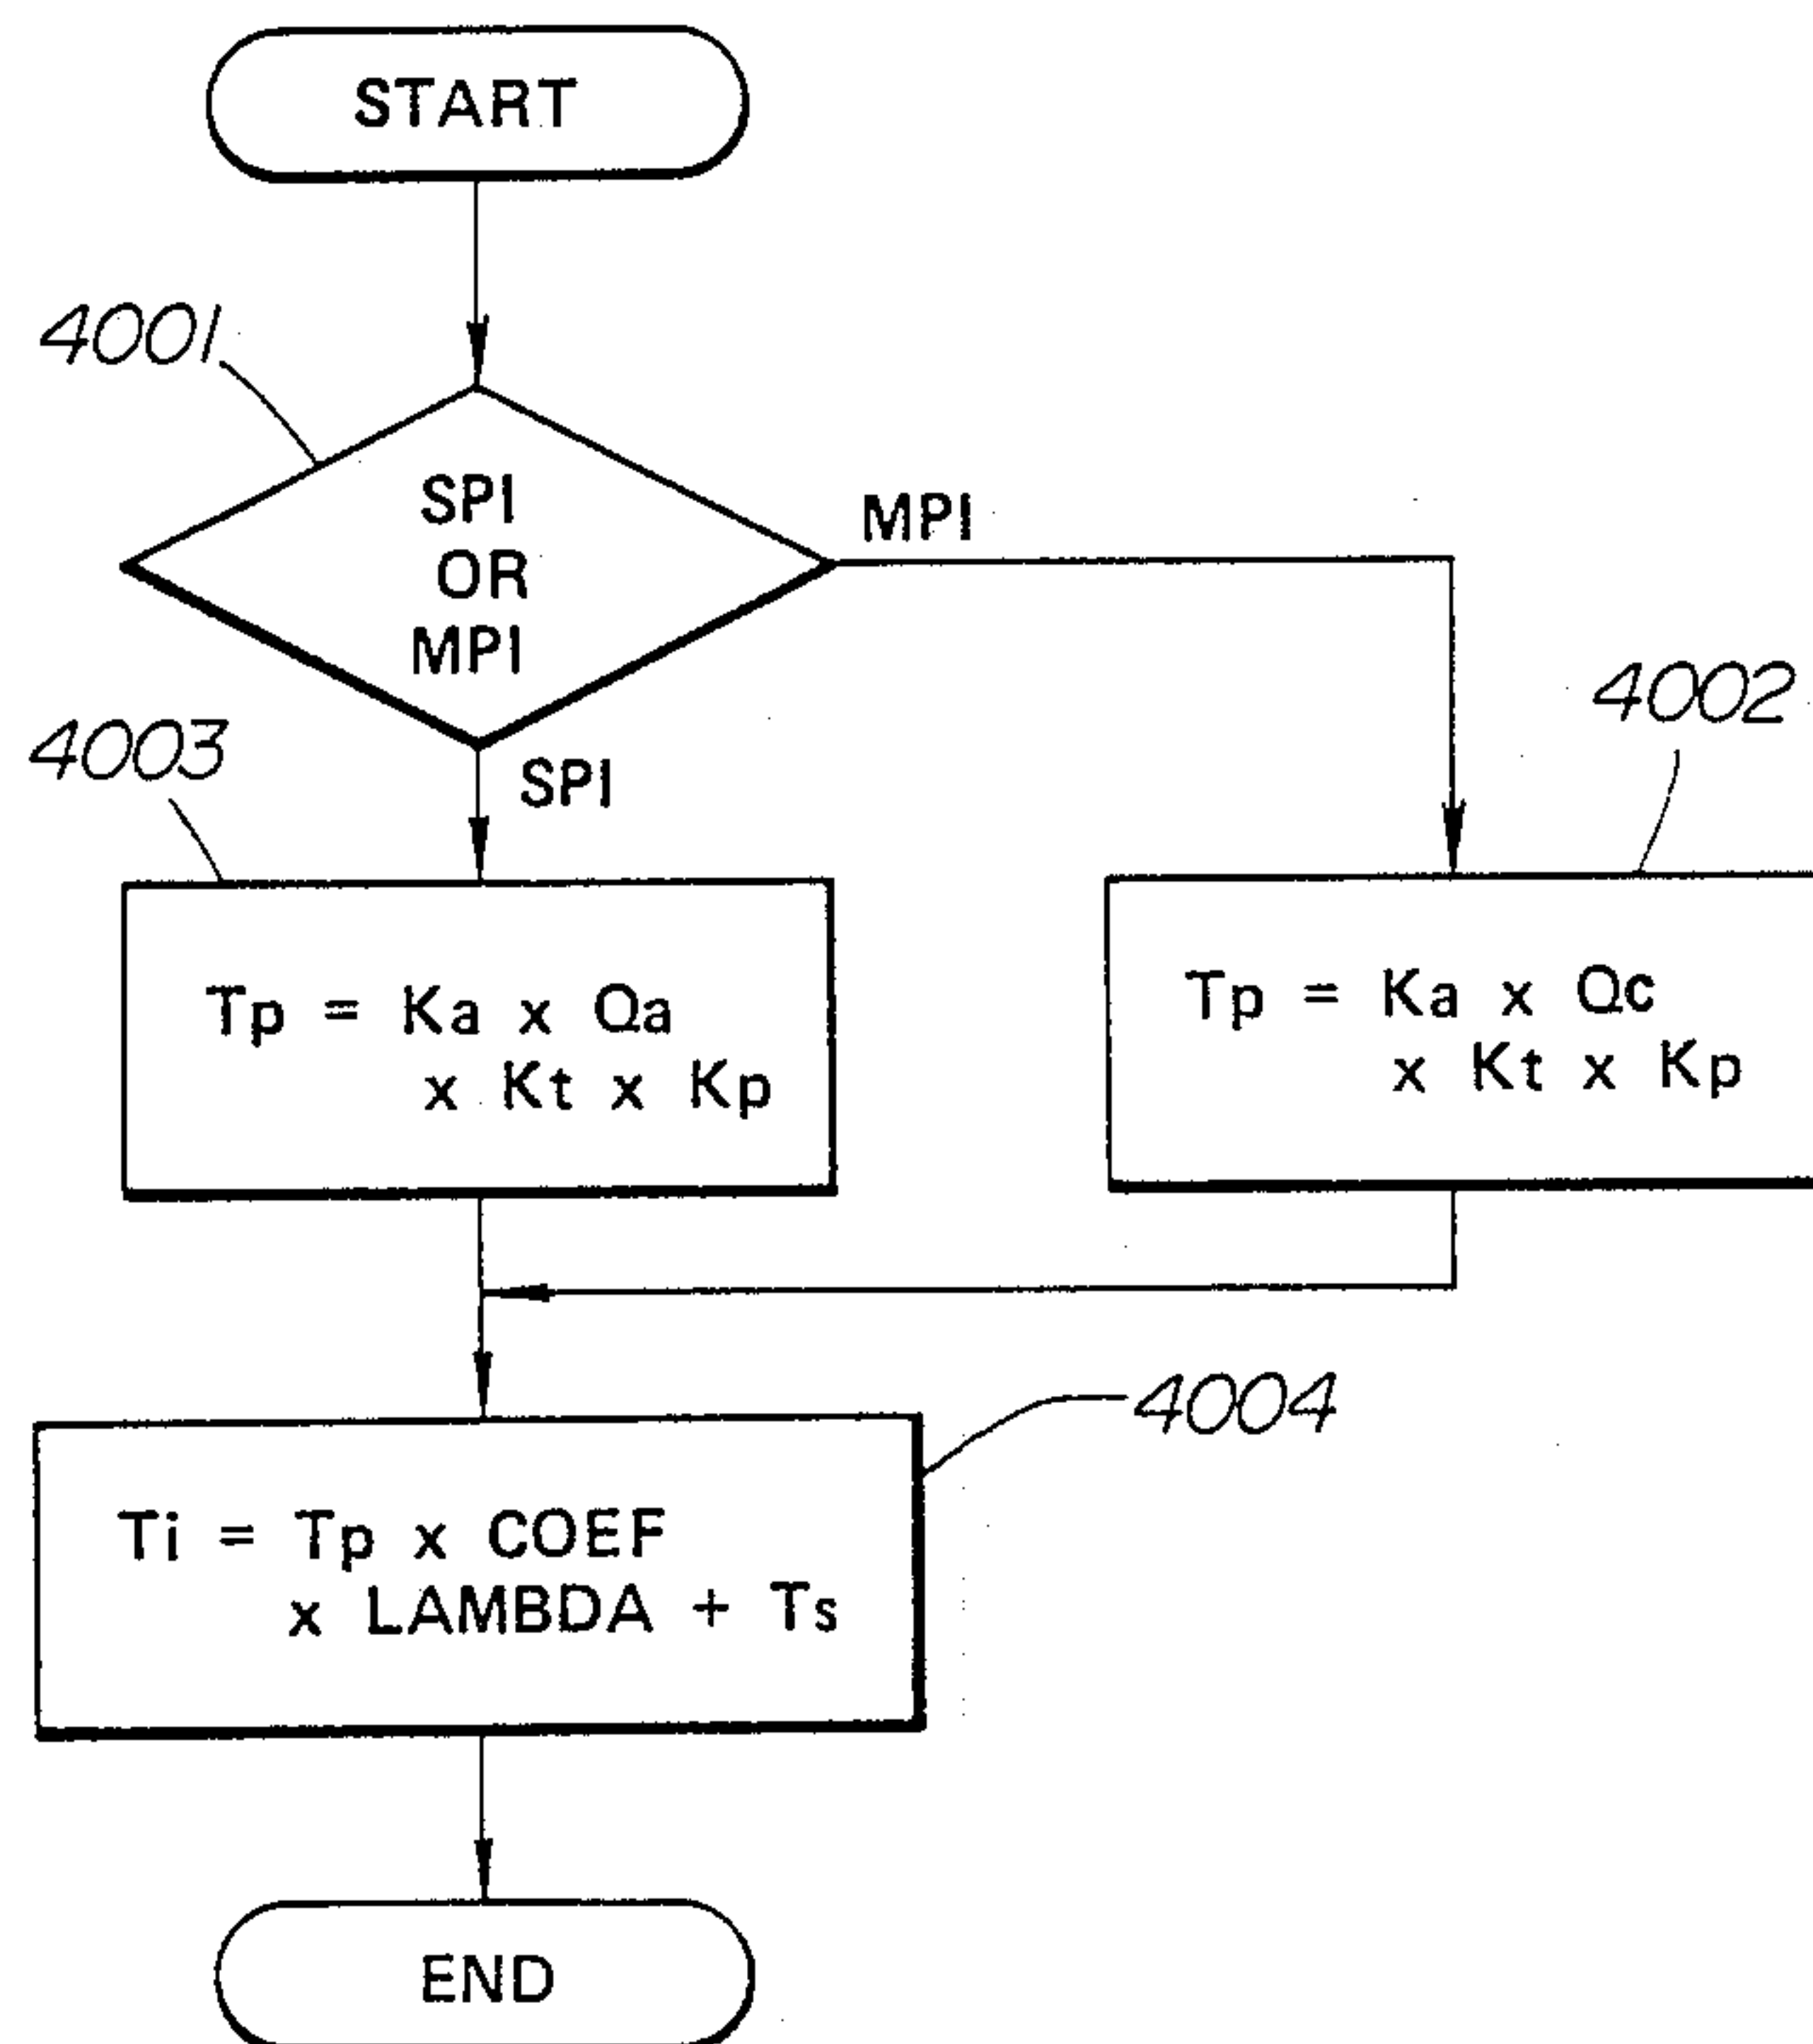 START
4001
SPI
OR
MPI
MPI
4002
4003
SPI
Tp = Ka x Qa
x Kt x Kp
Tp = Ka x Qc
x Kt x Kp
4004
Ti = Tp x COEF
x LAMBDA + Ts
END